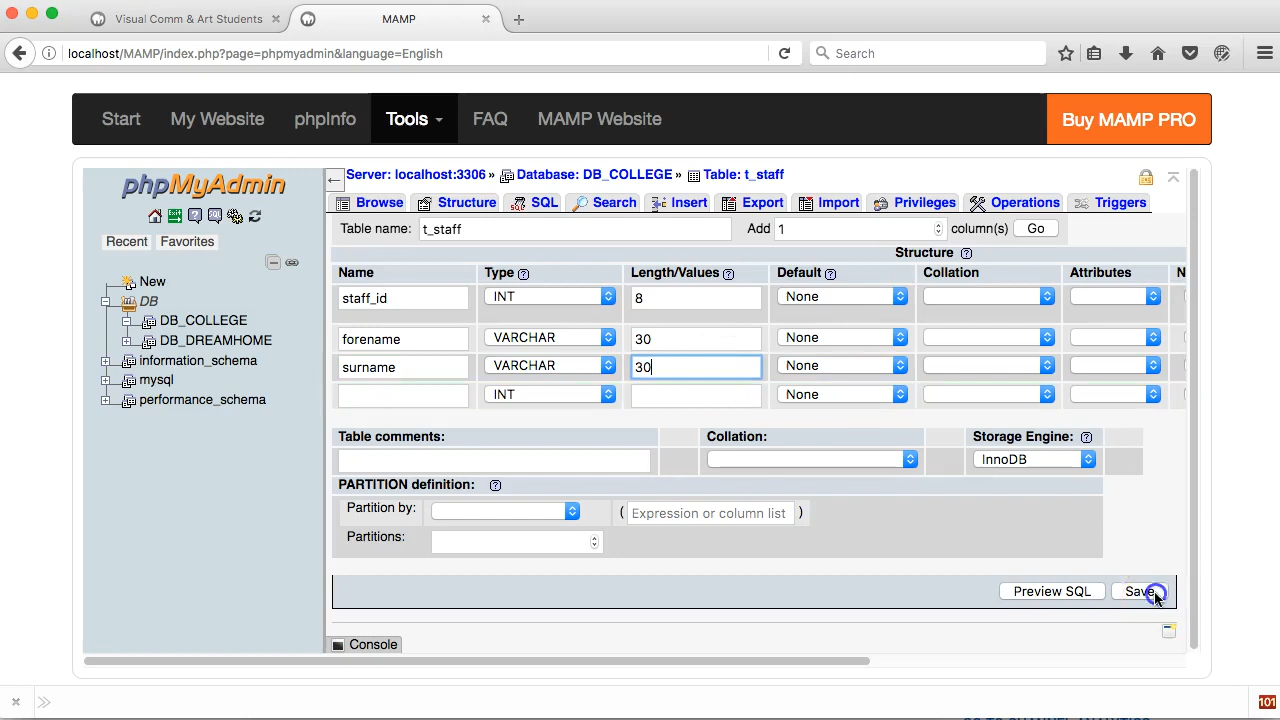 Visual Comm & Art Students
MAMP
localhost/MAMP/index.php?page=phpmyadmin&language=English
Search
Start My Website phpInfo Tools FAQ MAMP Website Buy MAMP PRO
phpMyAdmin
Recent Favorites
New
DB
DB_COLLEGE
DB_DREAMHOME
information_schema
mysql
performance_schema
Server: localhost:3306 » Database: DB_COLLEGE » Table: t_staff
Browse Structure SQL Search Insert Export Import Privileges Operations Triggers
Table name: t_staff Add 1 column(s) Go
Structure
Name Type Length/Values Default Collation Attributes N
staff_id INT 8 None
forename VARCHAR 30 None
surname VARCHAR 30 None
INT None
Table comments: Collation: Storage Engine:
InnoDB
PARTITION definition:
Partition by: ( Expression or column list )
Partitions:
Preview SQL Save
Console
101